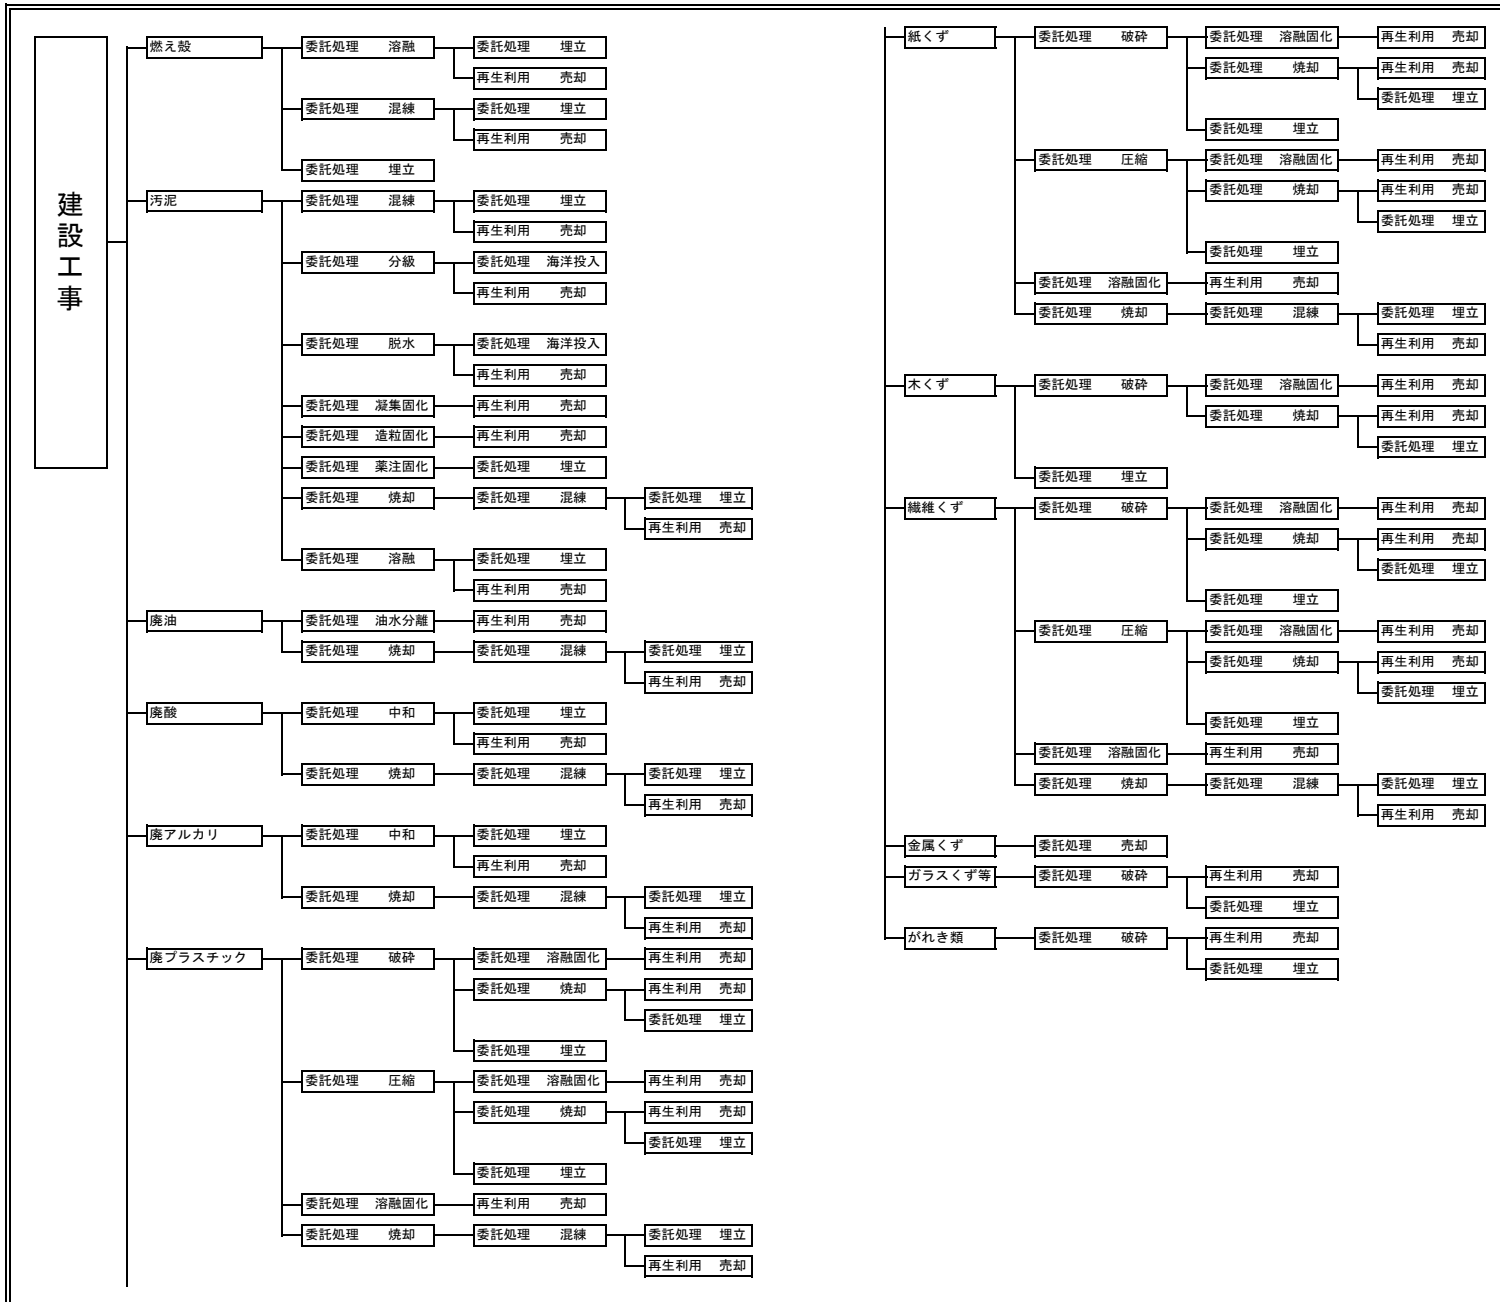 建設工事
燃え殻 委託処理 溶融 委託処理 埋立
再生利用 売却
委託処理 混練 委託処理 埋立
再生利用 売却
委託処理 埋立
汚泥 委託処理 混練 委託処理 埋立
再生利用 売却
委託処理 分級 委託処理 海洋投入
再生利用 売却
委託処理 脱水 委託処理 海洋投入
再生利用 売却
委託処理 凝集固化 再生利用 売却
委託処理 造粒固化 再生利用 売却
委託処理 薬注固化 委託処理 埋立
委託処理 焼却 委託処理 混練 委託処理 埋立
再生利用 売却
委託処理 溶融 委託処理 埋立
再生利用 売却
廃油 委託処理 油水分離 再生利用 売却
委託処理 焼却 委託処理 混練 委託処理 埋立
再生利用 売却
廃酸 委託処理 中和 委託処理 埋立
再生利用 売却
委託処理 焼却 委託処理 混練 委託処理 埋立
再生利用 売却
廃アルカリ 委託処理 中和 委託処理 埋立
再生利用 売却
委託処理 焼却 委託処理 混練 委託処理 埋立
再生利用 売却
廃プラスチック 委託処理 破砕 委託処理 溶融固化 再生利用 売却
委託処理 焼却 再生利用 売却
委託処理 埋立
委託処理 埋立
委託処理 圧縮 委託処理 溶融固化 再生利用 売却
委託処理 焼却 再生利用 売却
委託処理 埋立
委託処理 埋立
委託処理 溶融固化 再生利用 売却
委託処理 焼却 委託処理 混練 委託処理 埋立
再生利用 売却
紙くず 委託処理 破砕 委託処理 溶融固化 再生利用 売却
委託処理 焼却 再生利用 売却
委託処理 埋立
委託処理 埋立
委託処理 圧縮 委託処理 溶融固化 再生利用 売却
委託処理 焼却 再生利用 売却
委託処理 埋立
委託処理 埋立
委託処理 溶融固化 再生利用 売却
委託処理 焼却 委託処理 混練 委託処理 埋立
再生利用 売却
木くず 委託処理 破砕 委託処理 溶融固化 再生利用 売却
委託処理 焼却 再生利用 売却
委託処理 埋立
委託処理 埋立
繊維くず 委託処理 破砕 委託処理 溶融固化 再生利用 売却
委託処理 焼却 再生利用 売却
委託処理 埋立
委託処理 埋立
委託処理 圧縮 委託処理 溶融固化 再生利用 売却
委託処理 焼却 再生利用 売却
委託処理 埋立
委託処理 埋立
委託処理 溶融固化 再生利用 売却
委託処理 焼却 委託処理 混練 委託処理 埋立
再生利用 売却
金属くず 委託処理 売却
ガラスくず等 委託処理 破砕 再生利用 売却
委託処理 埋立
がれき類 委託処理 破砕 再生利用 売却
委託処理 埋立